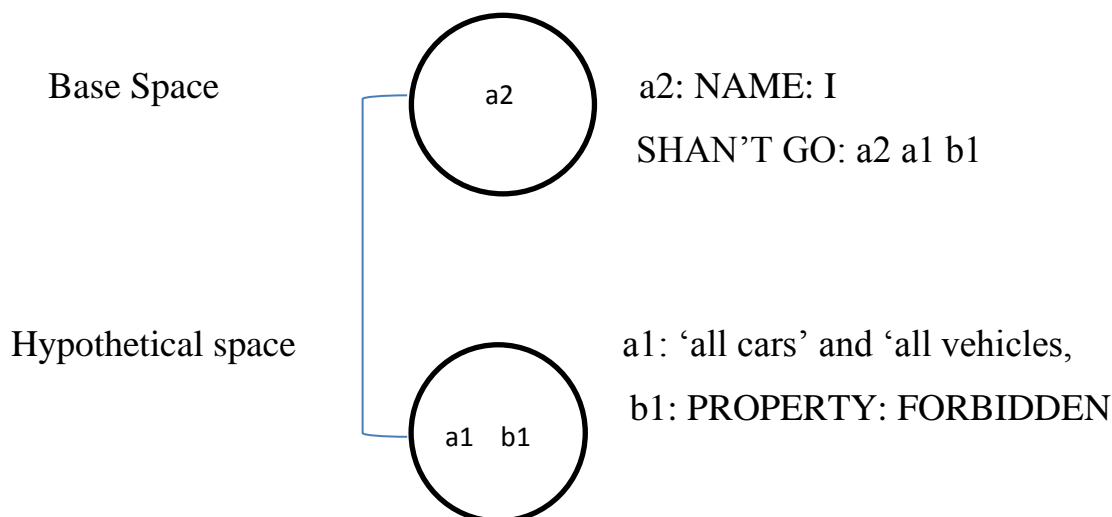 Base Space
a2
a2: NAME: I
SHAN’T GO: a2 a1 b1
Hypothetical space
a1 b1
a1: ‘all cars’ and ‘all vehicles,
b1: PROPERTY: FORBIDDEN